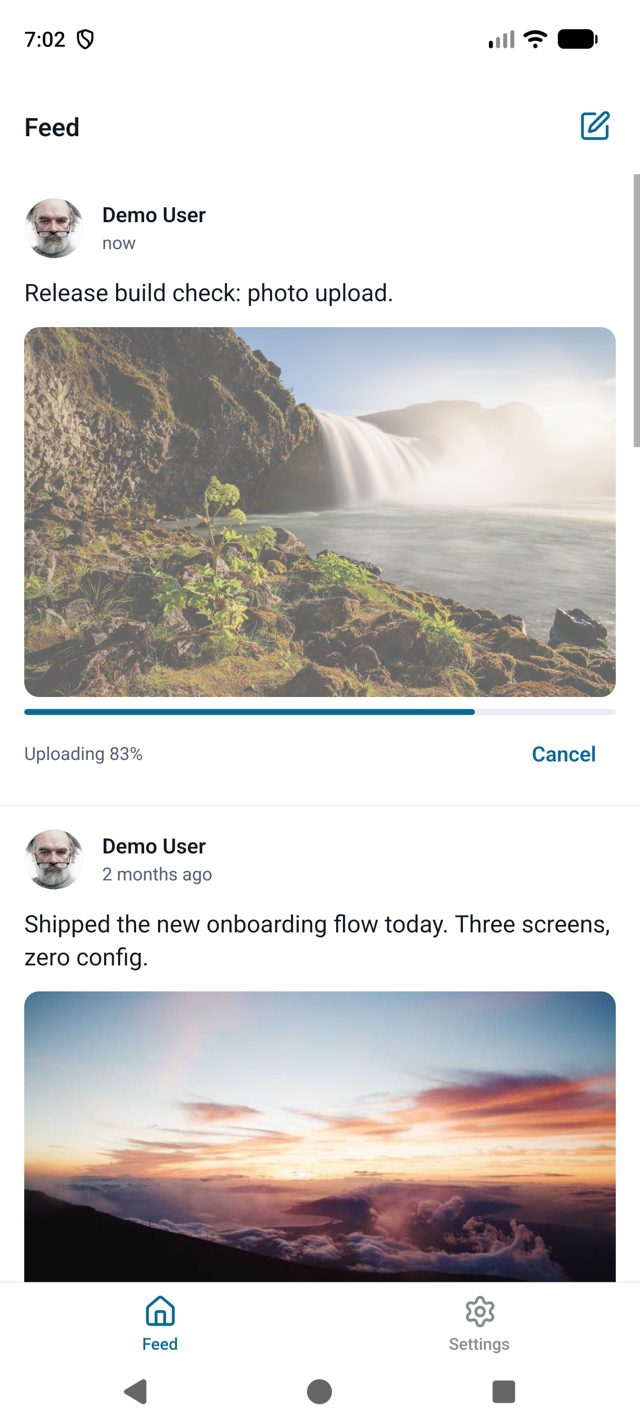 7:02
Feed
Demo User
now
Release build check: photo upload.
Uploading 83%
Cancel
Demo User
2 months ago
Shipped the new onboarding flow today. Three screens,
zero config.
Feed
Settings